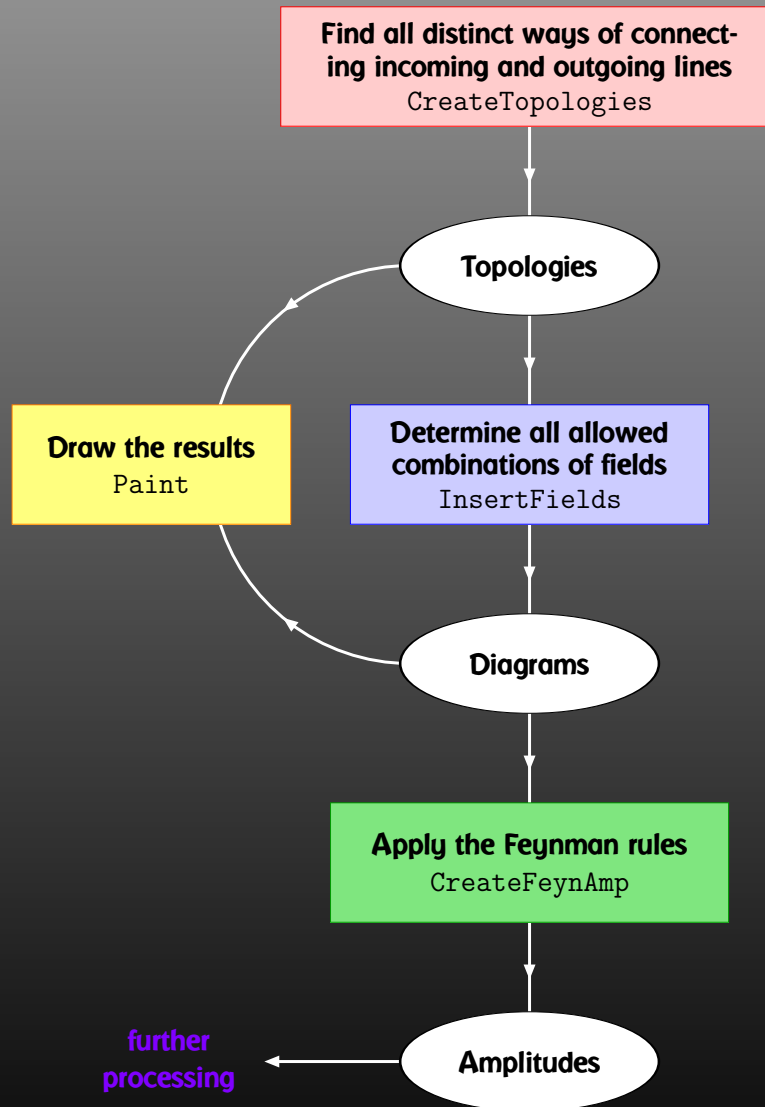 Find all distinct ways of connect-
ing incoming and outgoing lines
CreateTopologies
Topologies
Draw the results
Paint
Determine all allowed
combinations of fields
InsertFields
Diagrams
Apply the Feynman rules
CreateFeynAmp
further
processing
Amplitudes